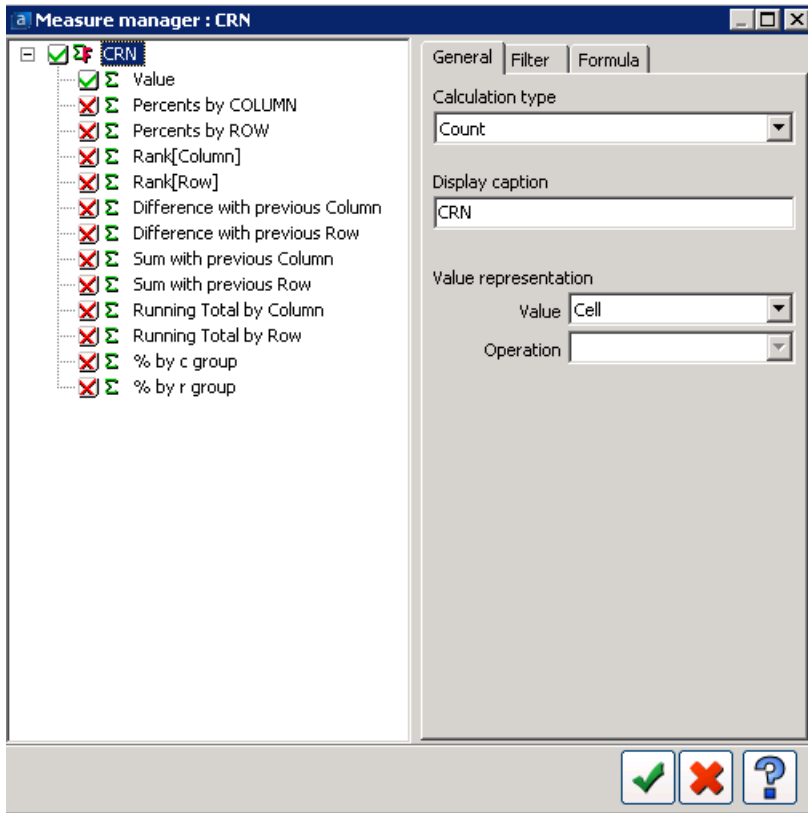 Measure manager : CRN
CRN
Value
Percents by COLUMN
Percents by ROW
Rank[Column]
Rank[Row]
Difference with previous Column
Difference with previous Row
Sum with previous Column
Sum with previous Row
Running Total by Column
Running Total by Row
% by c group
% by r group
General Filter Formula
Calculation type
Count
Display caption
CRN
Value representation
Value Cell
Operation